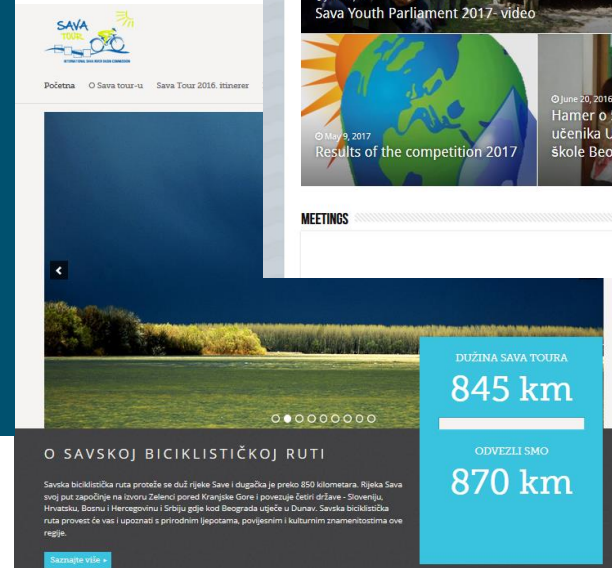 SAVA
TOUR
INTERNATIONAL SAVA RIVER BASIN COMMISSION
Početna O Sava tour-u Sava Tour 2016. itinerer
Sava Youth Parliament 2017- video
May 9, 2017
Results of the competition 2017
June 20, 2016
Hamer o
učenika U
škole Beo
MEETINGS
DUŽINA SAVA TOURA
845 km
ODVEZLI SMO
870 km
O SAVSKOJ BICIKLISTIČKOJ RUTI
Savska biciklistička ruta proteže se duž rijeke Save i dugačka je preko 850 kilometara. Rijeka Sava
svoj put započinje na izvoru Zelenci pored Kranjske Gore i povezuje četiri države - Sloveniju,
Hrvatsku, Bosnu i Hercegovinu i Srbiju gdje kod Beograda utječe u Dunav. Savska biciklistička
ruta provest će vas i upoznati s prirodnim ljepotama, povijesnim i kulturnim znamenitostima ove
regije.
Saznajte više »